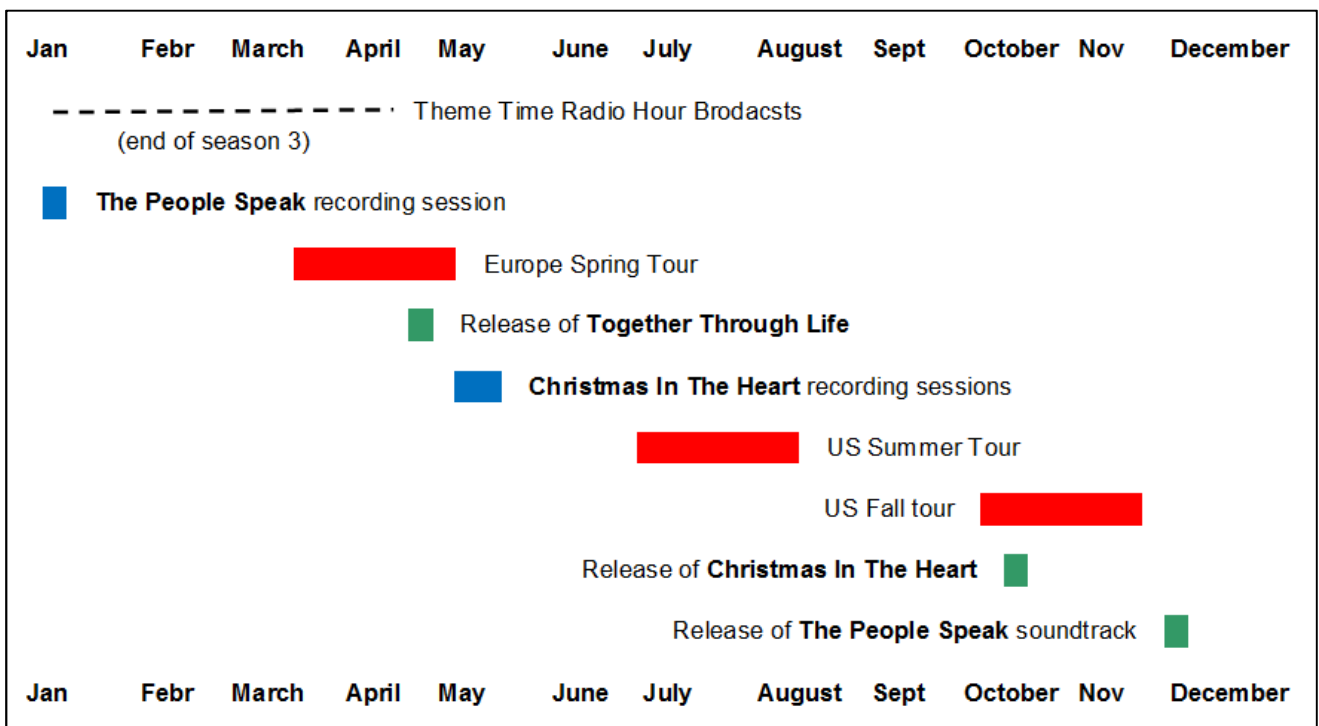 Jan Febr March April May June July August Sept October Nov December
Theme Time Radio Hour Brodacsts
(end of season 3)
The People Speak recording session
Europe Spring Tour
Release of Together Through Life
Christmas In The Heart recording sessions
US Summer Tour
US Fall tour
Release of Christmas In The Heart
Release of The People Speak soundtrack
Jan Febr March April May June July August Sept October Nov December